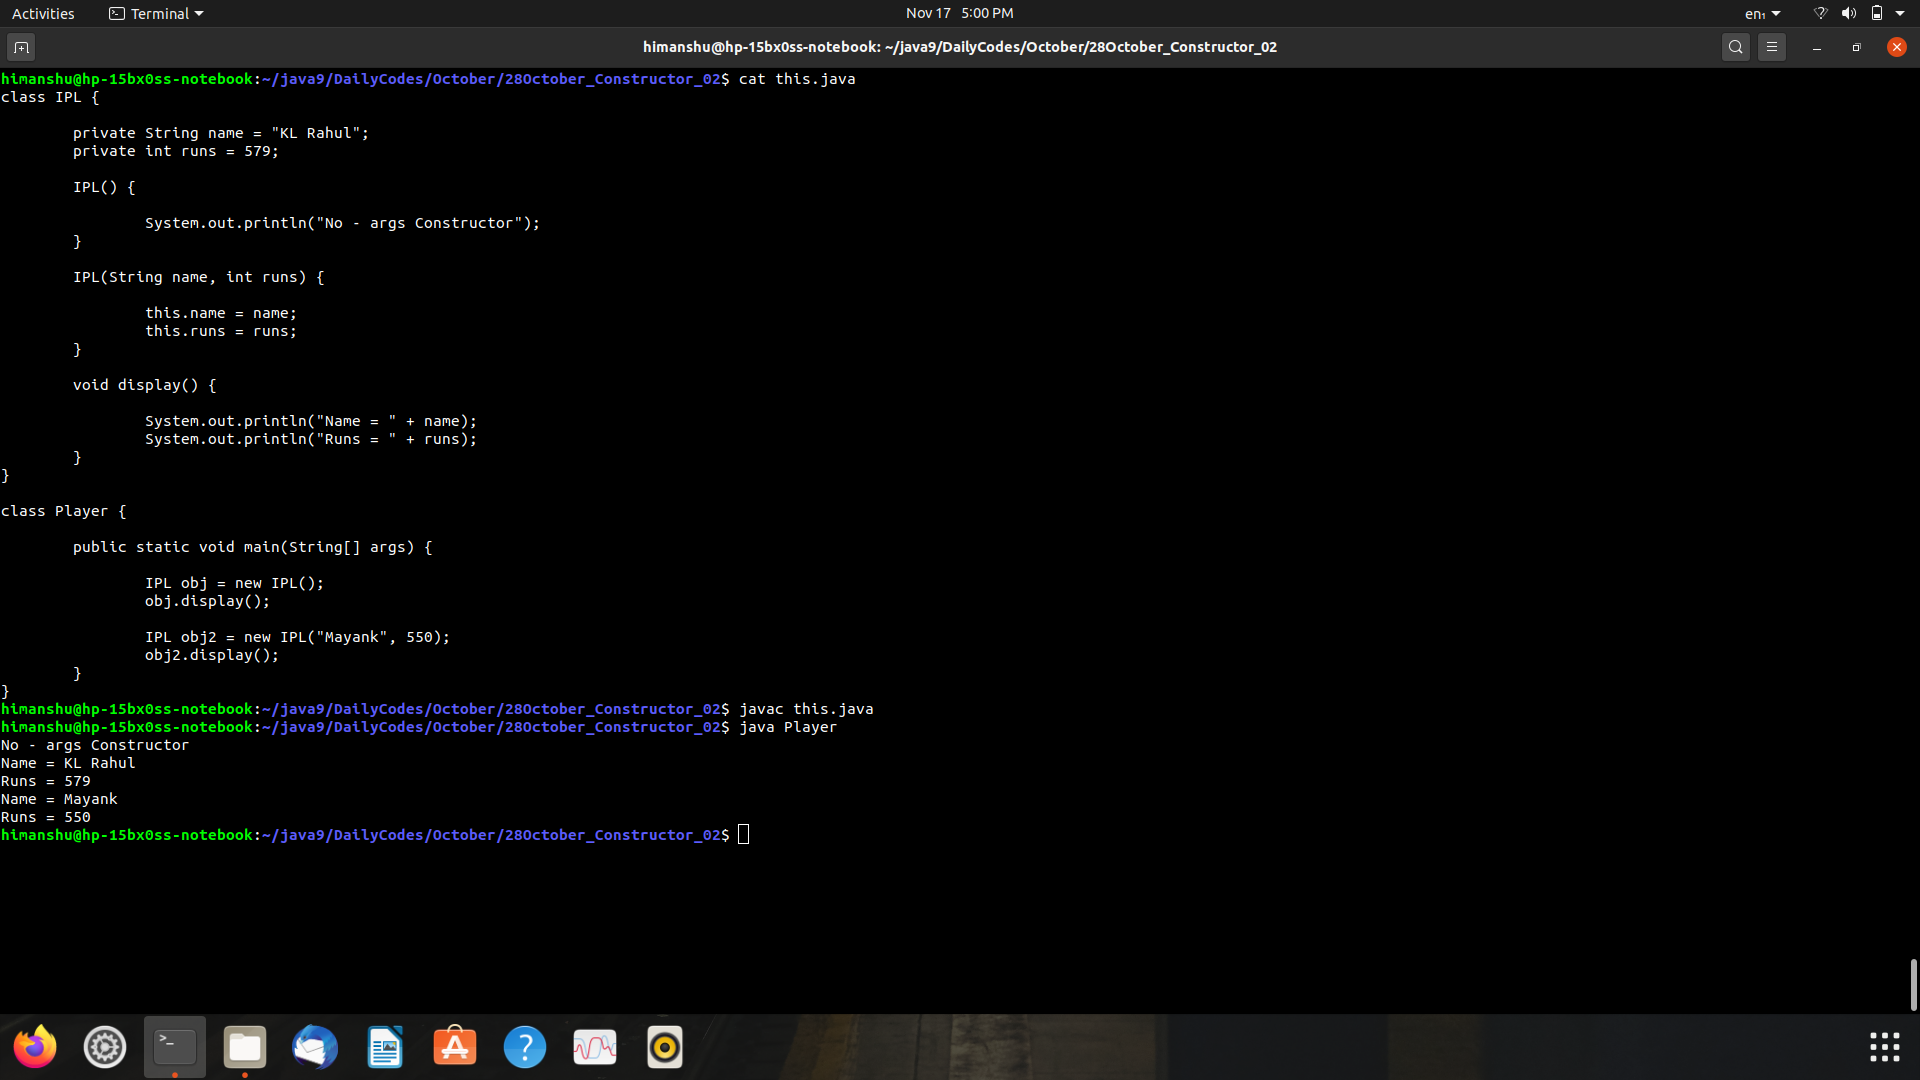 Activities Terminal Nov 17 5:00 PM en₁
himanshu@hp-15bx0ss-notebook: ~/java9/DailyCodes/October/28October_Constructor_02
himanshu@hp-15bx0ss-notebook:~/java9/DailyCodes/October/28October_Constructor_02$ cat this.java
class IPL {
private String name = "KL Rahul";
private int runs = 579;
IPL() {
System.out.println("No - args Constructor");
}
IPL(String name, int runs) {
this.name = name;
this.runs = runs;
}
void display() {
System.out.println("Name = " + name);
System.out.println("Runs = " + runs);
}
}
class Player {
public static void main(String[] args) {
IPL obj = new IPL();
obj.display();
IPL obj2 = new IPL("Mayank", 550);
obj2.display();
}
}
himanshu@hp-15bx0ss-notebook:~/java9/DailyCodes/October/28October_Constructor_02$ javac this.java
himanshu@hp-15bx0ss-notebook:~/java9/DailyCodes/October/28October_Constructor_02$ java Player
No - args Constructor
Name = KL Rahul
Runs = 579
Name = Mayank
Runs = 550
himanshu@hp-15bx0ss-notebook:~/java9/DailyCodes/October/28October_Constructor_02$